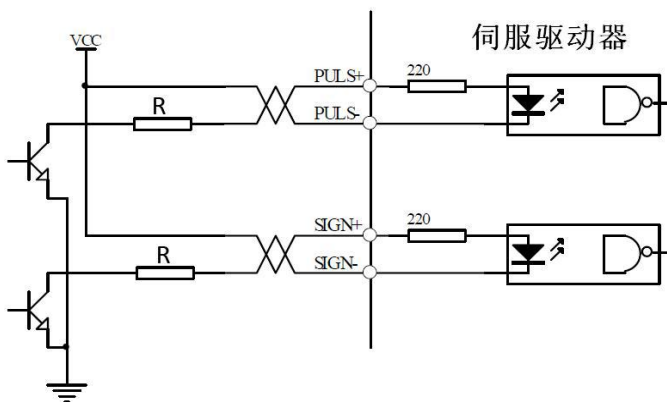 伺服驱动器
VCC
PULS+
220
R
PULS-
SIGN+
220
R
SIGN-